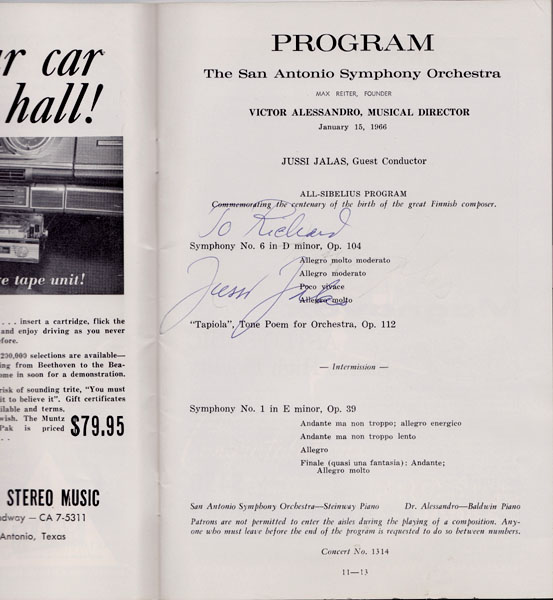 r car
hall!
e tape unit!
. . . insert a cartridge, flick the
and enjoy driving as you never
fore.
230,000 selections are available—
ing from Beethoven to the Bea-
ome in soon for a demonstration.
risk of sounding trite, "You must
it to believe it". Gift certificates
ilable and terms.
wish. The Muntz
Pak is priced
. .
$79.95
STEREO MUSIC
dway — CA 7-5311
Antonio, Texas
PROGRAM
The San Antonio Symphony Orchestra
MAX REITER, FOUNDER
VICTOR ALESSANDRO, MUSICAL DIRECTOR
January 15, 1966
JUSSI JALAS, Guest Conductor
ALL-SIBELIUS PROGRAM
Commemorating the centenary of the birth of the great Finnish composer.
To Richard
Symphony No. 6 in D minor, Op. 104
Allegro molto moderato
Allegro moderato
Poco vivace
Allegro molto
Jussi Jalas
"Tapiola", Tone Poem for Orchestra, Op. 112
— Intermission —
Symphony No. 1 in E minor, Op. 39
Andante ma non troppo; allegro energico
Andante ma non troppo lento
Allegro
Finale (quasi una fantasia): Andante;
Allegro molto
San Antonio Symphony Orchestra—Steinway Piano Dr. Alessandro—Baldwin Piano
Patrons are not permitted to enter the aisles during the playing of a composition. Any-
one who must leave before the end of the program is requested to do so between numbers.
Concert No. 1314
11—13